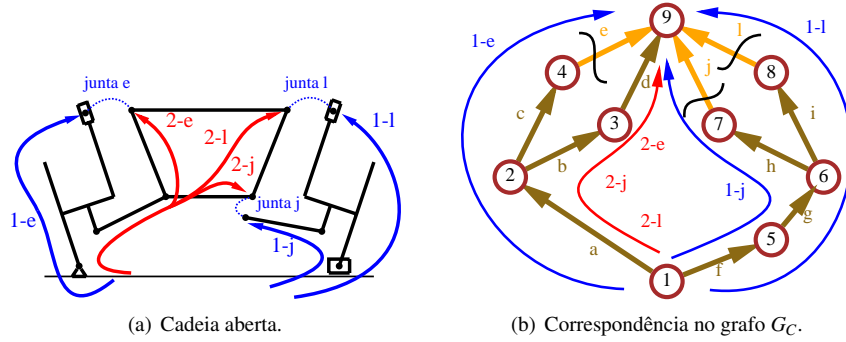 junta e
junta l
2-e
2-l
2-j
1-l
1-e
junta j
1-j
(a) Cadeia aberta.
9
1-e
e
l
1-l
4
d
j
8
c
3
7
i
2-e
b
h
2
2-j
1-j
6
2-l
g
a
5
f
1
(b) Correspondência no grafo G_C.